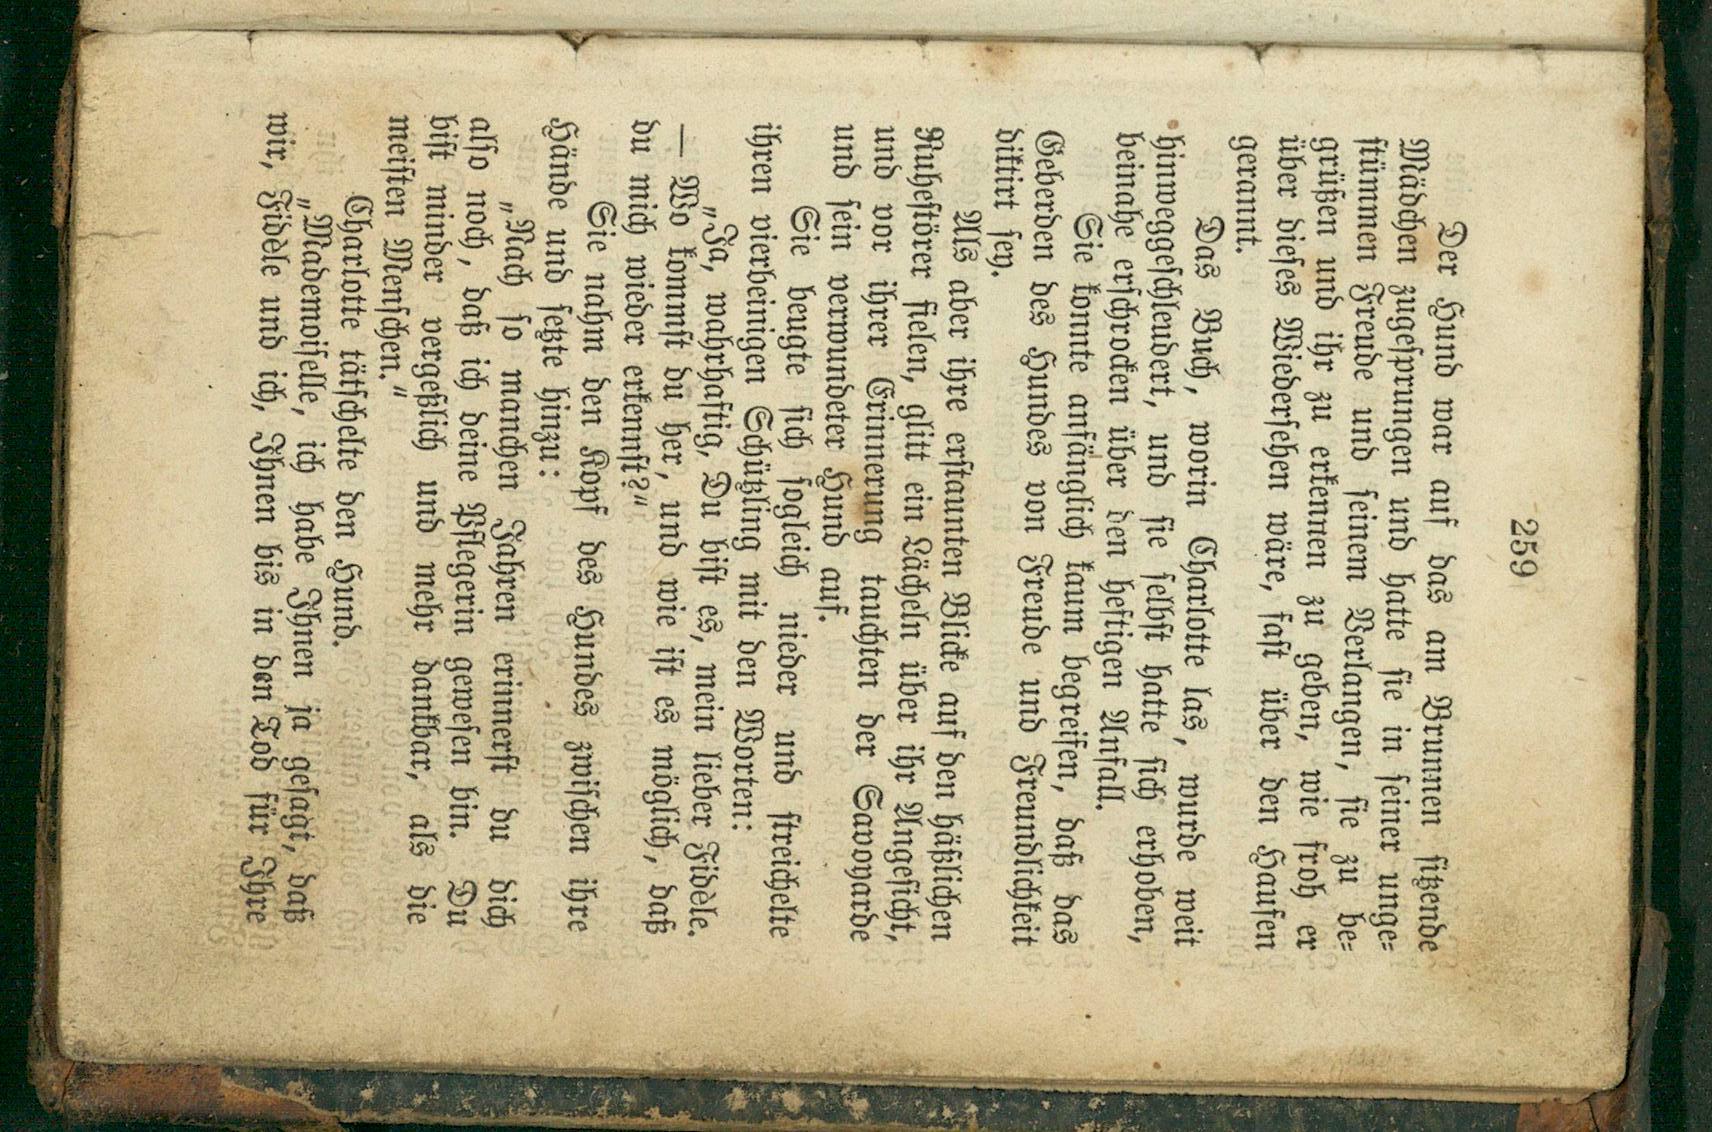 259
Der Hund war auf das am Brunnen sitzende
Mädchen zugesprungen und hatte sie in seiner unge-
stümmen Freude und seinem Verlangen, sie zu be-
grüßen und ihr zu erkennen zu geben, wie froh er
über dieses Wiedersehen wäre, fast über den Haufen
gerannt.
Das Buch, worin Charlotte las, wurde weit
hinweggeschleudert, und sie selbst hatte sich erhoben,
beinahe erschrocken über den heftigen Anfall.
Sie konnte anfänglich kaum begreifen, daß das
Geberden des Hundes von Freude und Freundlichkeit
diktirt sey.
Als aber ihre erstaunten Blicke auf den häßlichen
Ruhestörer fielen, glitt ein Lächeln über ihr Angesicht,
und vor ihrer Erinnerung tauchten der Savoyarde
und sein verwundeter Hund auf.
Sie beugte sich sogleich nieder und streichelte
ihren vierbeinigen Schützling mit den Worten:
„Ja, wahrhaftig, Du bist es, mein lieber Fidèle.
— Wo kommst du her, und wie ist es möglich, daß
du mich wieder erkennst?“
Sie nahm den Kopf des Hundes zwischen ihre
Hände und setzte hinzu:
„Nach so manchen Jahren erinnerst du dich
also noch, daß ich deine Pflegerin gewesen bin. Du
bist minder vergeßlich und mehr dankbar, als die
meisten Menschen.“
Charlotte tätschelte den Hund.
„Mademoiselle, ich habe Ihnen ja gesagt, daß
wir, Fidèle und ich, Ihnen bis in den Tod für Ihre